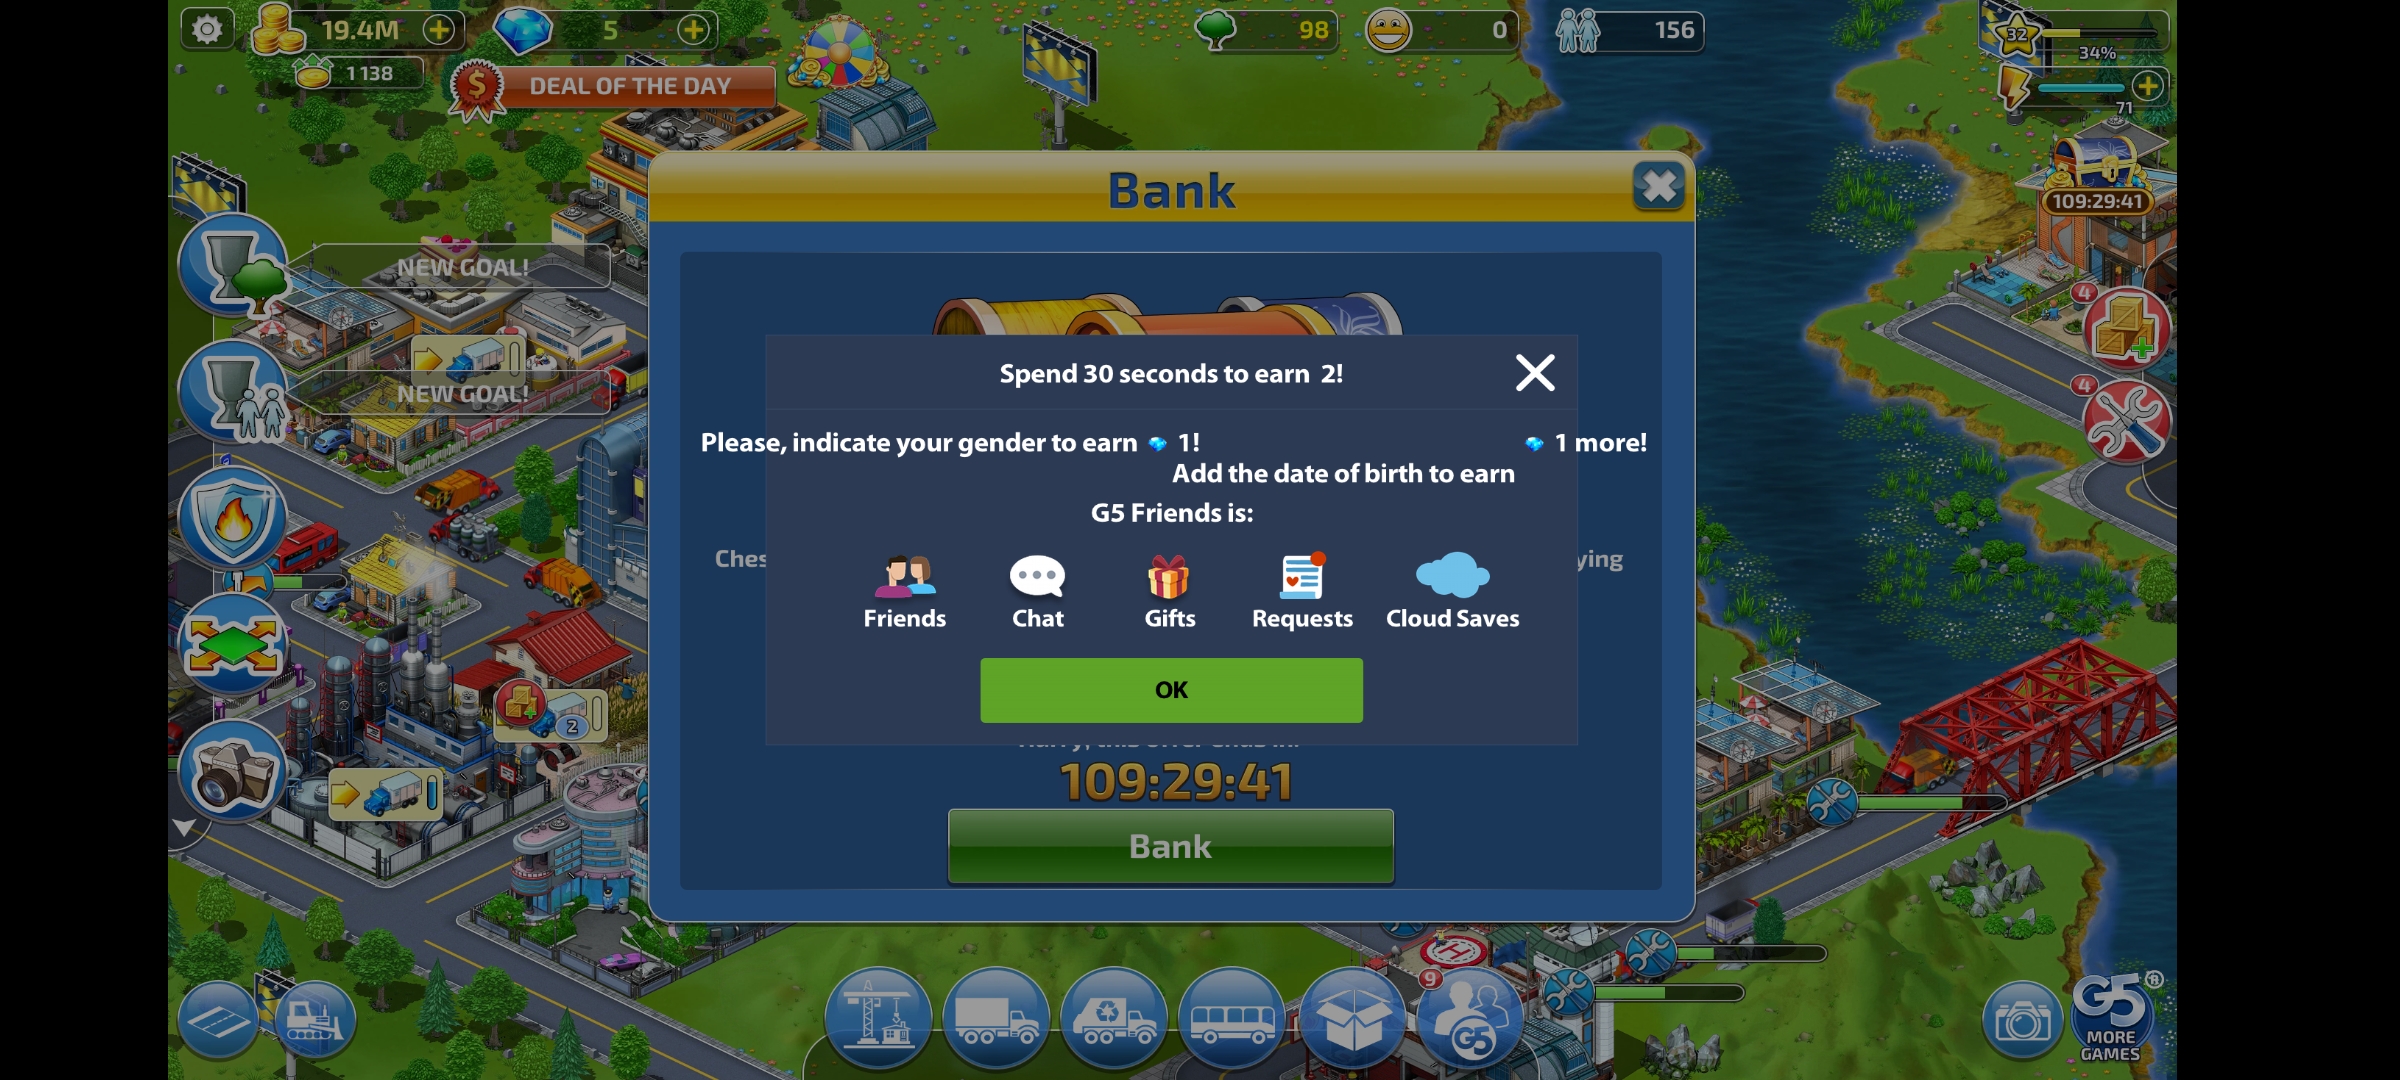 19.4M
5
98
0
156
32
34%
1 138
DEAL OF THE DAY
71
Bank
109:29:41
NEW GOAL!
4
Spend 30 seconds to earn 2!
NEW GOAL!
4
Please, indicate your gender to earn 1!
1 more!
Add the date of birth to earn
G5 Friends is:
Ches
ying
Friends
Chat
Gifts
Requests
Cloud Saves
OK
2
109:29:41
Bank
H
9
G5
G5
MORE
GAMES